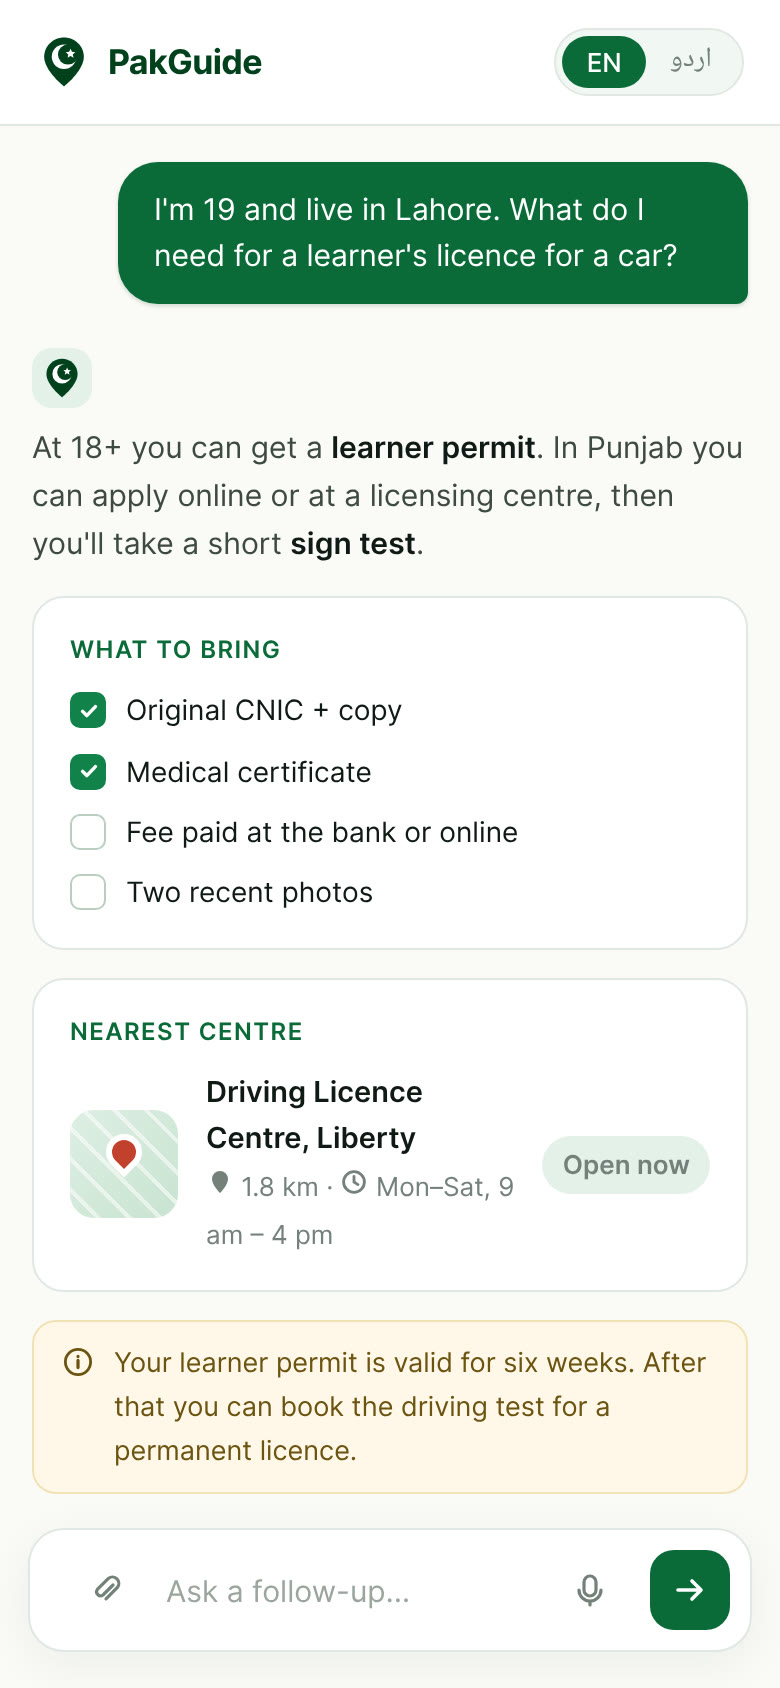 PakGuide
EN
اردو
I'm 19 and live in Lahore. What do I
need for a learner's licence for a car?
At 18+ you can get a learner permit. In Punjab you
can apply online or at a licensing centre, then
you'll take a short sign test.
WHAT TO BRING
Original CNIC + copy
Medical certificate
Fee paid at the bank or online
Two recent photos
NEAREST CENTRE
Driving Licence
Centre, Liberty
1.8 km · Mon–Sat, 9
am – 4 pm
Open now
Your learner permit is valid for six weeks. After
that you can book the driving test for a
permanent licence.
Ask a follow-up...